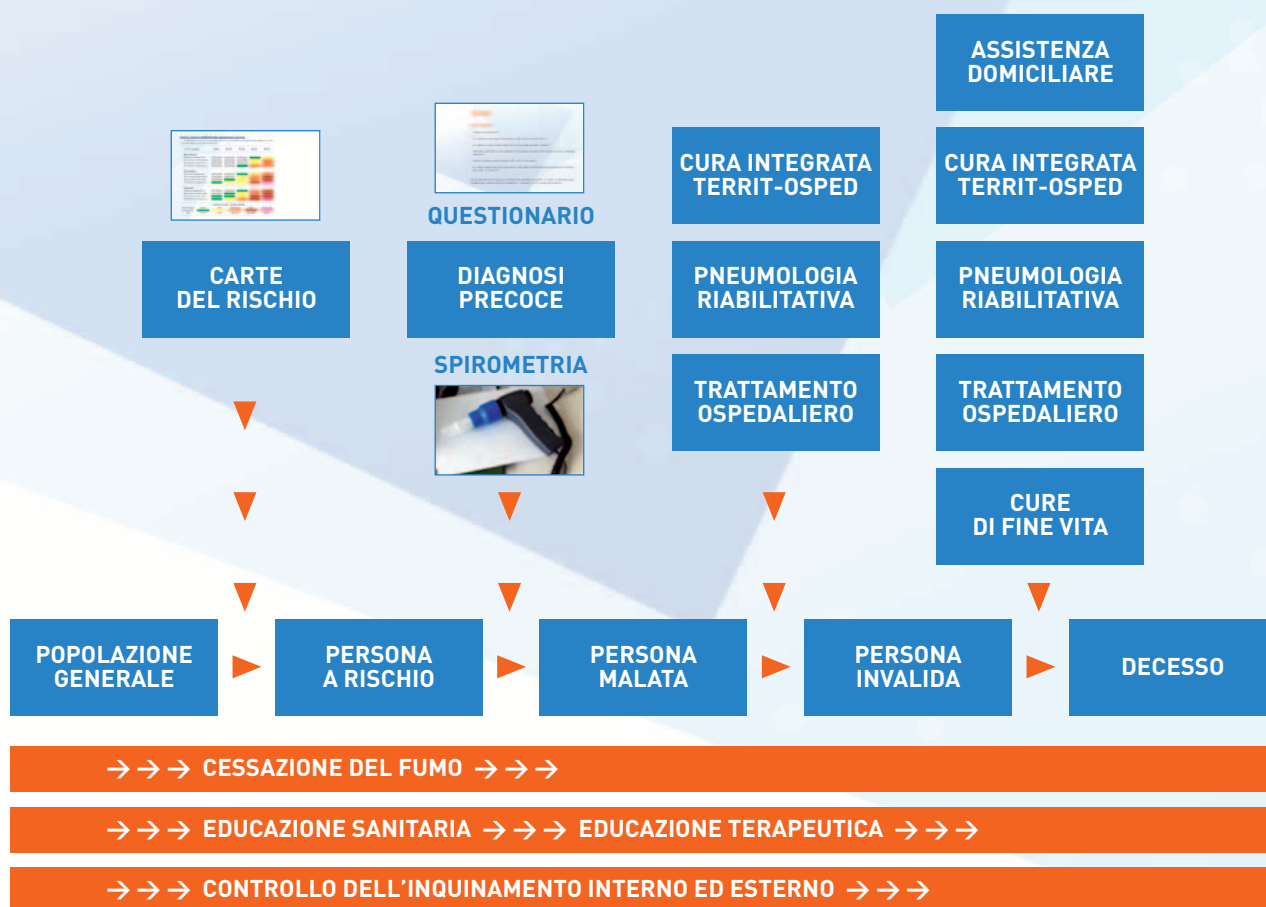 ASSISTENZA
DOMICILIARE
QUESTIONARIO
CURA INTEGRATA
TERRIT-OSPED
CURA INTEGRATA
TERRIT-OSPED
CARTE
DEL RISCHIO
DIAGNOSI
PRECOCE
PNEUMOLOGIA
RIABILITATIVA
PNEUMOLOGIA
RIABILITATIVA
SPIROMETRIA
TRATTAMENTO
OSPEDALIERO
TRATTAMENTO
OSPEDALIERO
CURE
DI FINE VITA
POPOLAZIONE
GENERALE
PERSONA
A RISCHIO
PERSONA
MALATA
PERSONA
INVALIDA
DECESSO
→ → → CESSAZIONE DEL FUMO → → →
→ → → EDUCAZIONE SANITARIA → → → EDUCAZIONE TERAPEUTICA → → →
→ → → CONTROLLO DELL'INQUINAMENTO INTERNO ED ESTERNO → → →